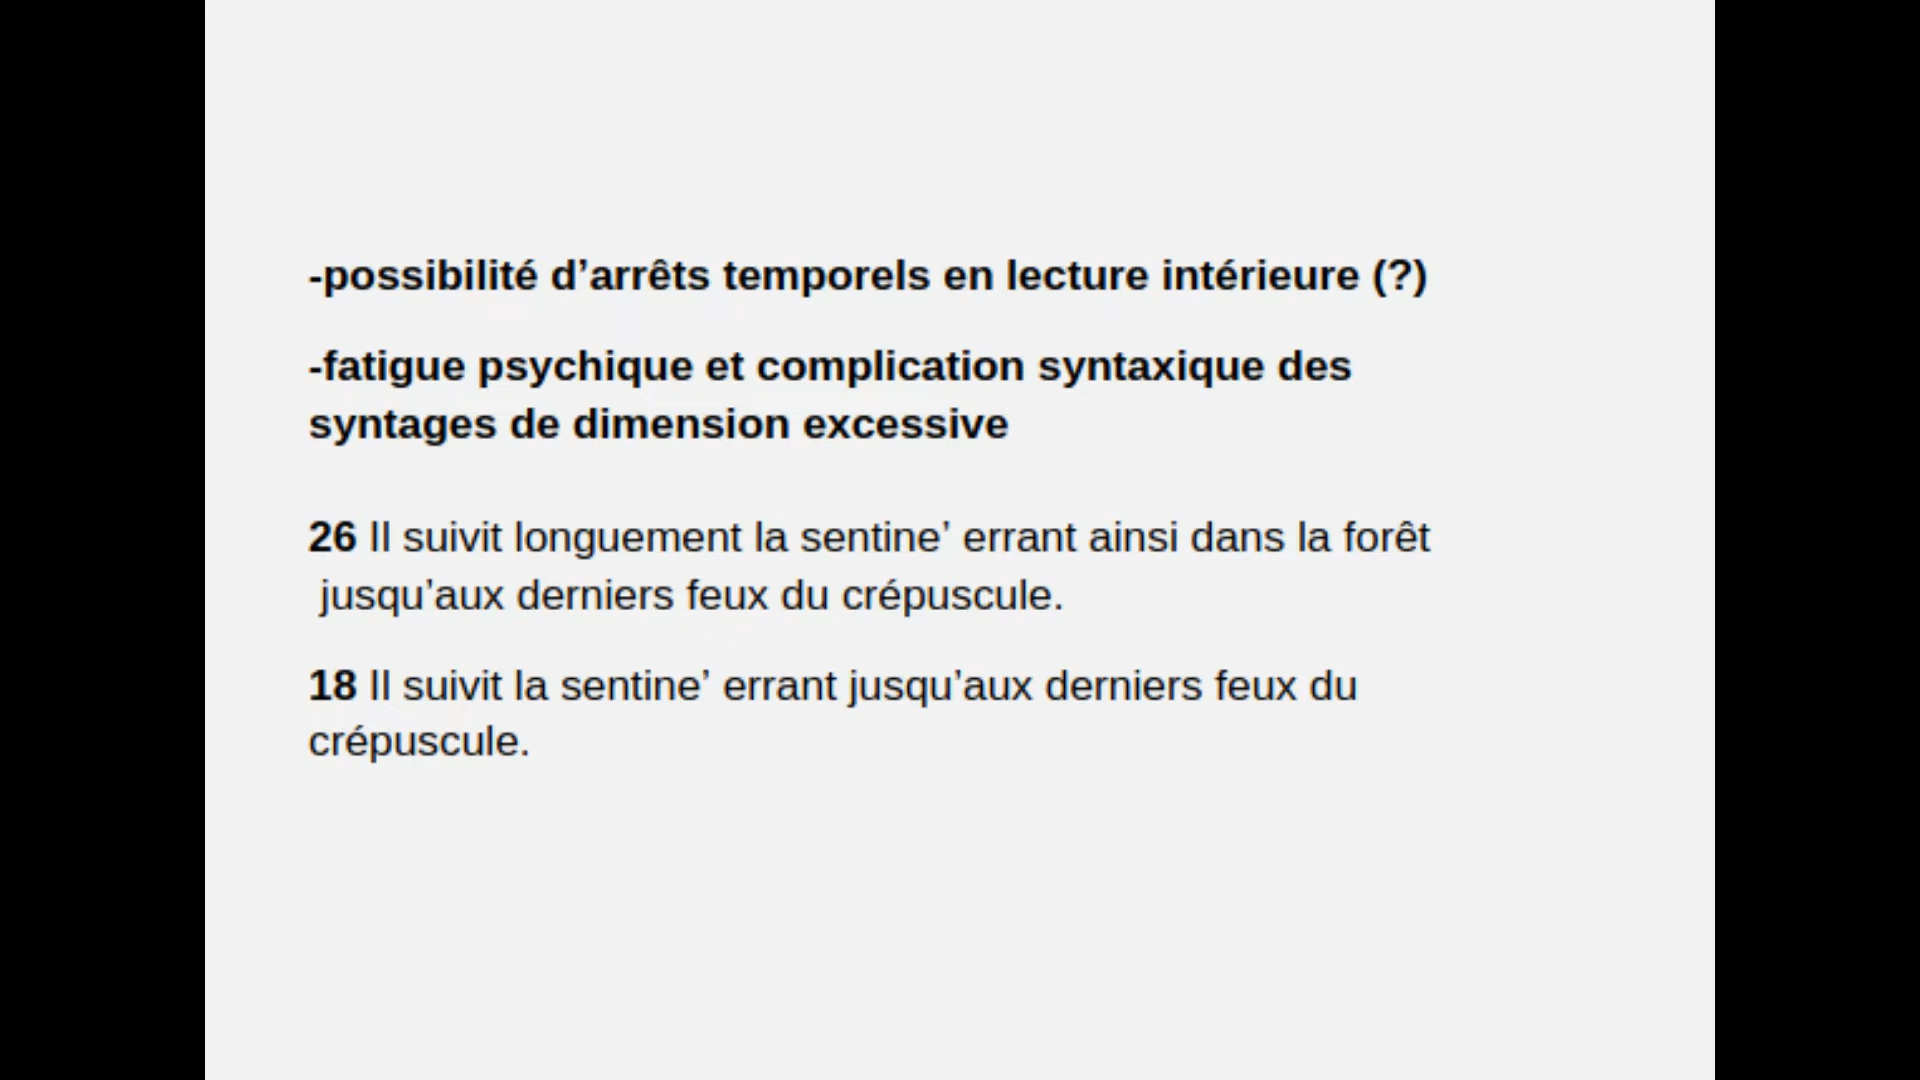 -possibilité d’arrêts temporels en lecture intérieure (?)
-fatigue psychique et complication syntaxique des
syntages de dimension excessive
26 Il suivit longuement la sentine’ errant ainsi dans la forêt
jusqu’aux derniers feux du crépuscule.
18 Il suivit la sentine’ errant jusqu’aux derniers feux du
crépuscule.